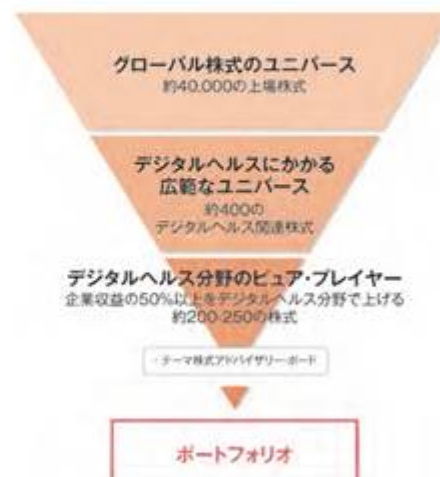 グローバル株式のユニバース
約40,000の上場株式
デジタルヘルスにかかる
広範なユニバース
約400の
デジタルヘルス関連株式
デジタルヘルス分野のピュア・プレイヤー
企業収益の50%以上をデジタルヘルス分野で上げる
約200-250の株式
・テーマ株式アドバイザリー・ボード
ポートフォリオ